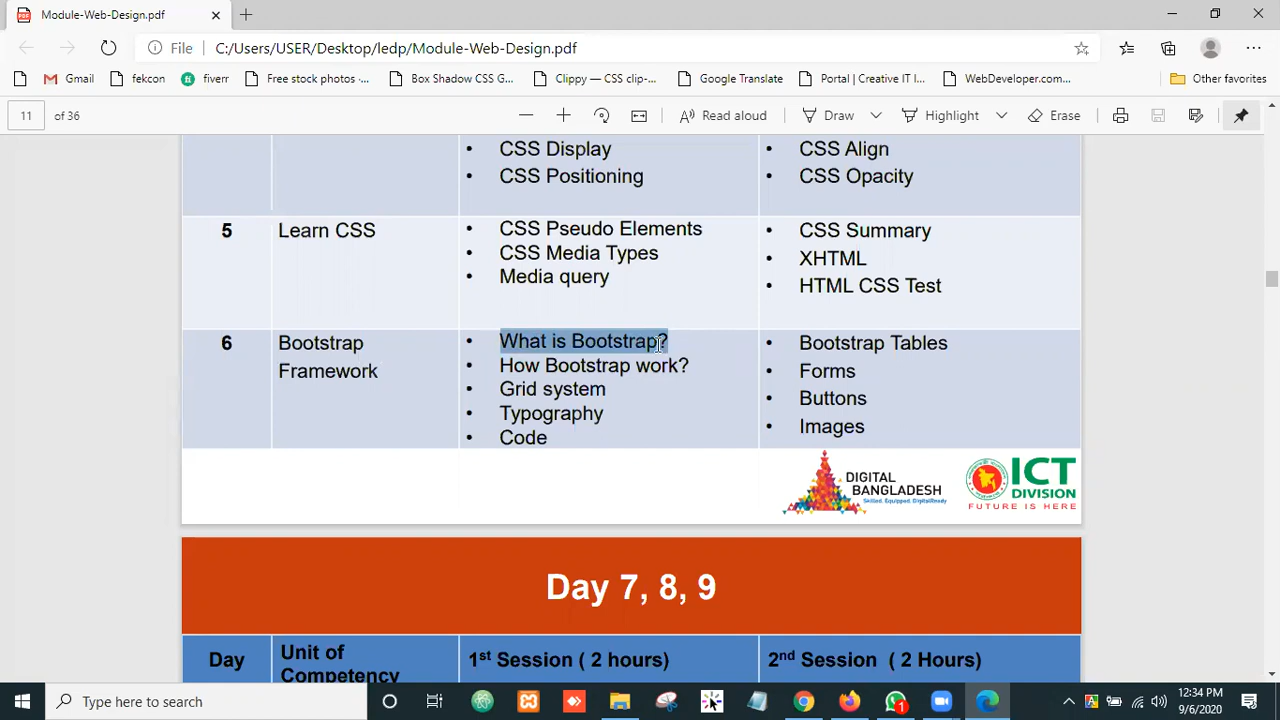 Module-Web-Design.pdf
File
C:/Users/USER/Desktop/ledp/Module-Web-Design.pdf
Gmail
fekcon
fiverr
Free stock photos ·...
Box Shadow CSS G...
Clippy — CSS clip-...
Google Translate
Portal | Creative IT I...
WebDeveloper.com...
Other favorites
11 of 36
Read aloud
Draw
Highlight
Erase
• CSS Display
• CSS Positioning
• CSS Align
• CSS Opacity
5
Learn CSS
• CSS Pseudo Elements
• CSS Media Types
• Media query
• CSS Summary
• XHTML
• HTML CSS Test
6
Bootstrap
Framework
• What is Bootstrap?
• How Bootstrap work?
• Grid system
• Typography
• Code
• Bootstrap Tables
• Forms
• Buttons
• Images
DIGITAL
BANGLADESH
Skilled. Equipped. DigitalReady
ICT
DIVISION
FUTURE IS HERE
Day 7, 8, 9
Day
Unit of
Competency
1st Session ( 2 hours)
2nd Session ( 2 Hours)
Type here to search
1
12:34 PM
9/6/2020